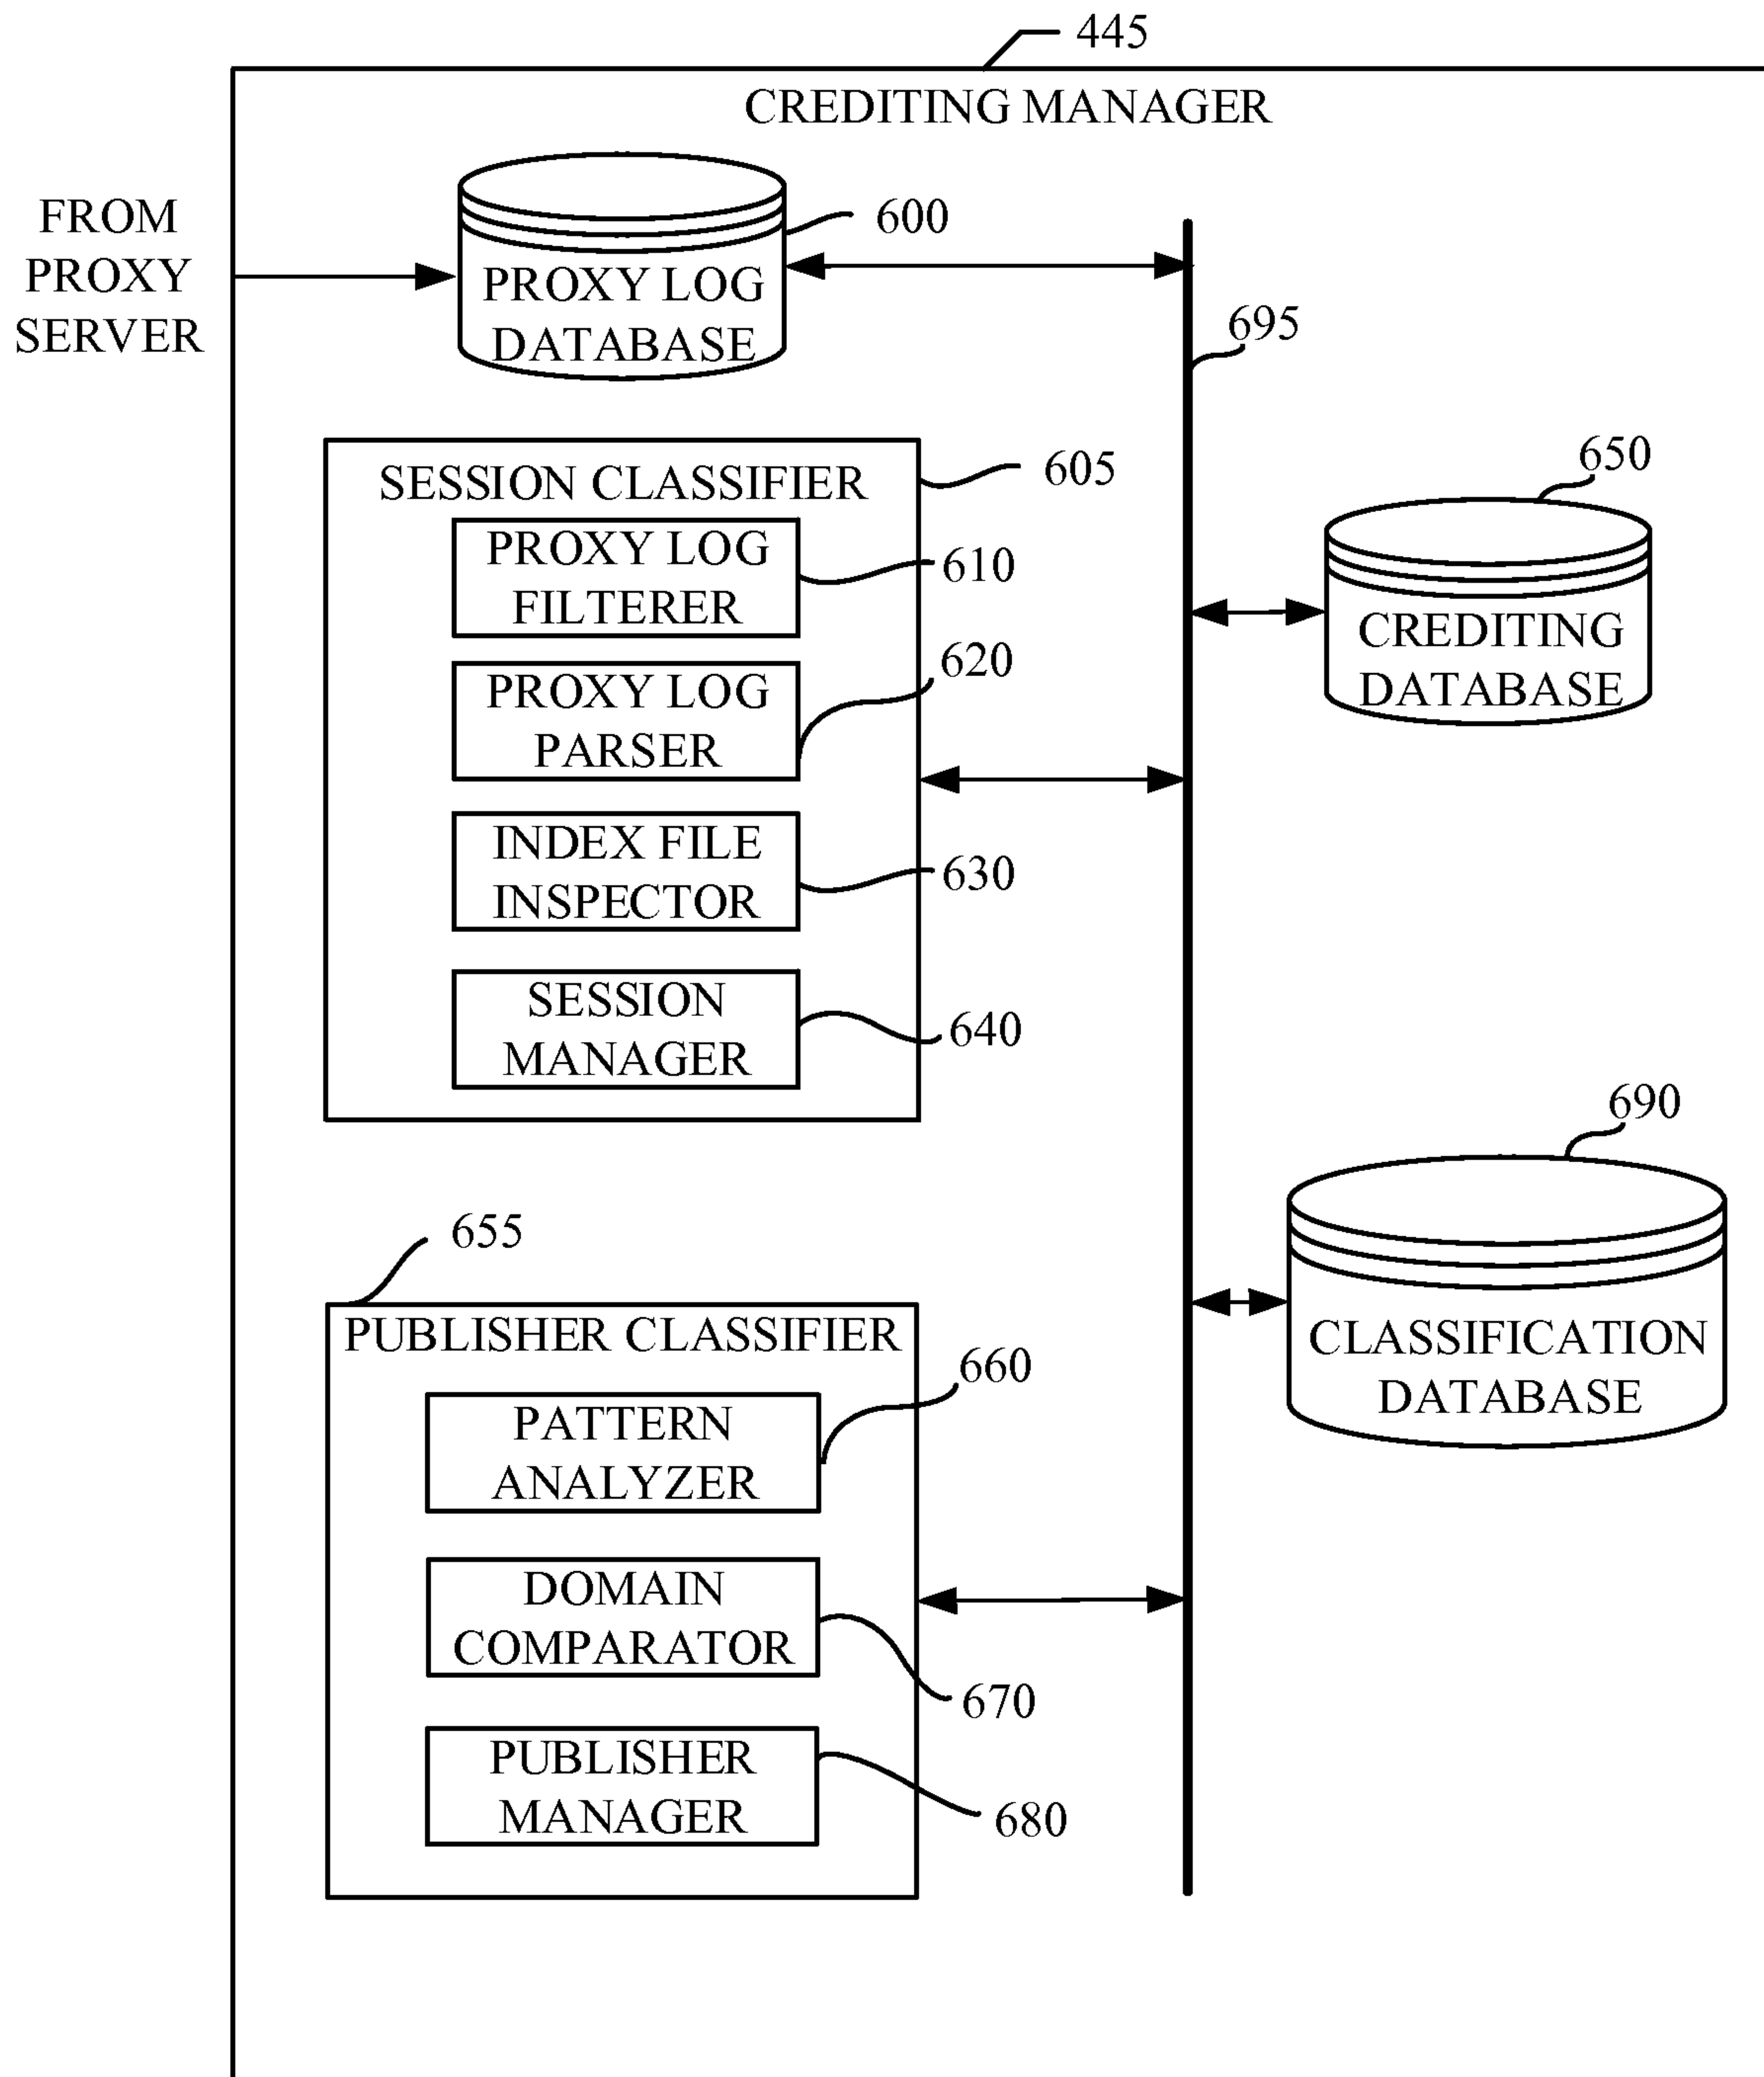 445
CREDITING MANAGER
FROM
PROXY
SERVER
600
PROXY LOG
DATABASE
695
SESSION CLASSIFIER
605
PROXY LOG
FILTERER
610
PROXY LOG
PARSER
620
INDEX FILE
INSPECTOR
630
SESSION
MANAGER
640
650
CREDITING
DATABASE
690
CLASSIFICATION
DATABASE
655
PUBLISHER CLASSIFIER
660
PATTERN
ANALYZER
DOMAIN
COMPARATOR
670
PUBLISHER
MANAGER
680